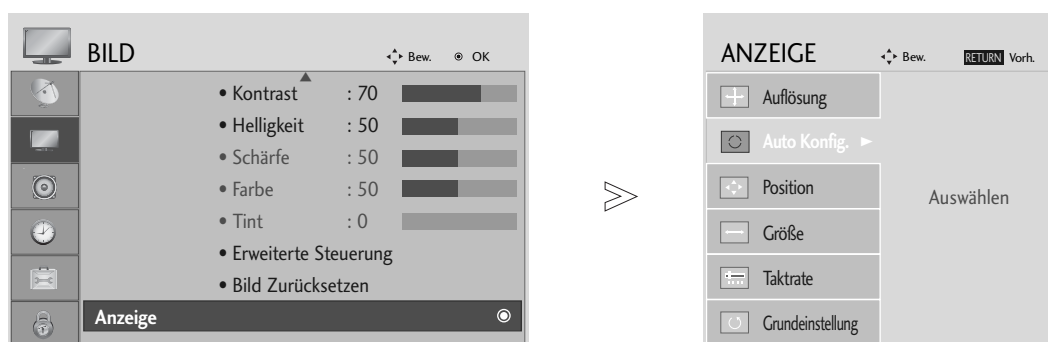 BILD
Bew. OK
• Kontrast : 70
• Helligkeit : 50
• Schärfe : 50
• Farbe : 50
• Tint : 0
• Erweiterte Steuerung
• Bild Zurücksetzen
Anzeige
ANZEIGE
Bew. RETURN Vorh.
Auflösung
Auto Konfig. ►
Position
Größe
Taktrate
Grundeinstellung
Auswählen